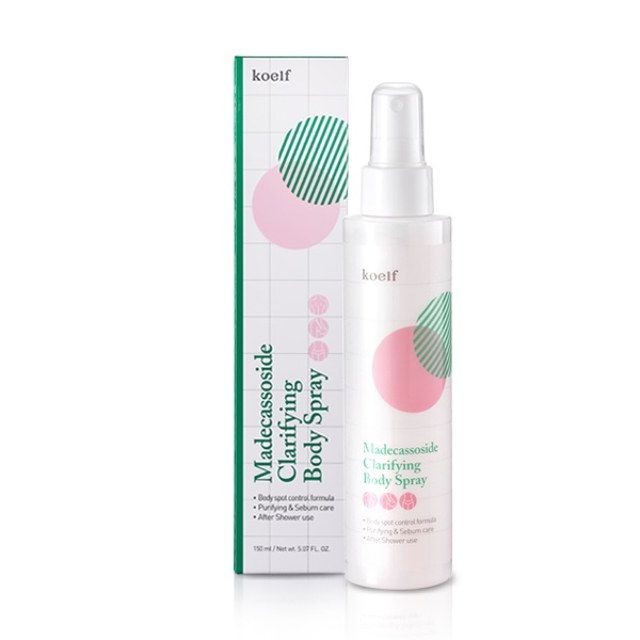 koelf
Madecassoside
Clarifying
Body Spray
• Body spot control formula
• Purifying & Sebum care
• After Shower use
150 ml / Net wt. 5.07 FL. OZ.
koelf
Madecassoside
Clarifying
Body Spray
• Body spot control formula
• Purifying & Sebum care
• After Shower use